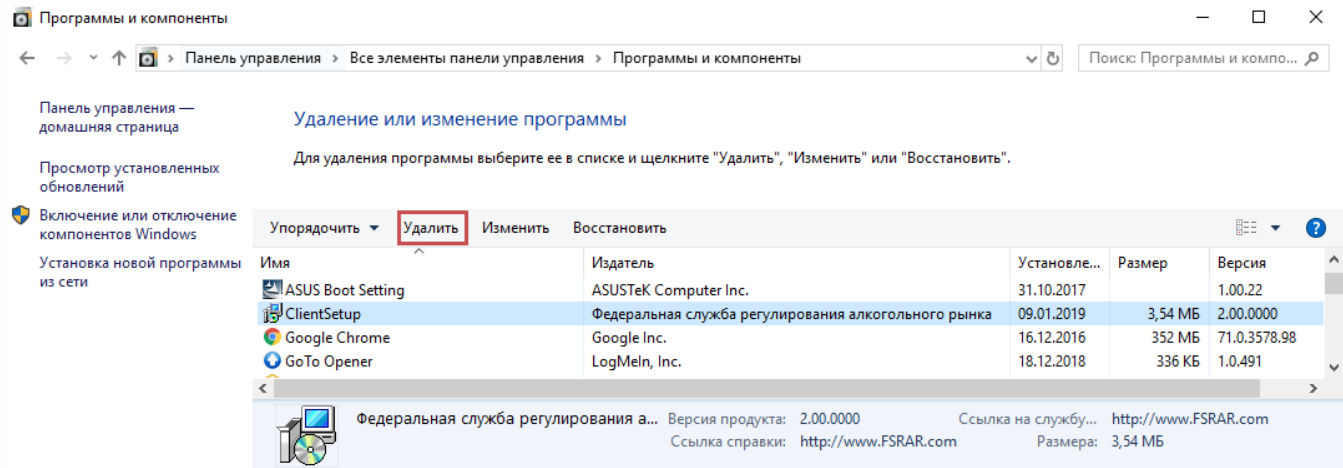 Программы и компоненты
Панель управления > Все элементы панели управления > Программы и компоненты
Поиск: Программы и компо...
Панель управления —
домашняя страница
Просмотр установленных
обновлений
Включение или отключение
компонентов Windows
Установка новой программы
из сети
Удаление или изменение программы
Для удаления программы выберите ее в списке и щелкните "Удалить", "Изменить" или "Восстановить".
Упорядочить Удалить Изменить Восстановить
Имя Издатель Установле... Размер Версия
ASUS Boot Setting ASUSTeK Computer Inc. 31.10.2017 1.00.22
ClientSetup Федеральная служба регулирования алкогольного рынка 09.01.2019 3,54 МБ 2.00.0000
Google Chrome Google Inc. 16.12.2016 352 МБ 71.0.3578.98
GoTo Opener LogMeIn, Inc. 18.12.2018 336 КБ 1.0.491
Федеральная служба регулирования а... Версия продукта: 2.00.0000 Ссылка на службу... http://www.FSRAR.com
Ссылка справки: http://www.FSRAR.com Размера: 3,54 МБ